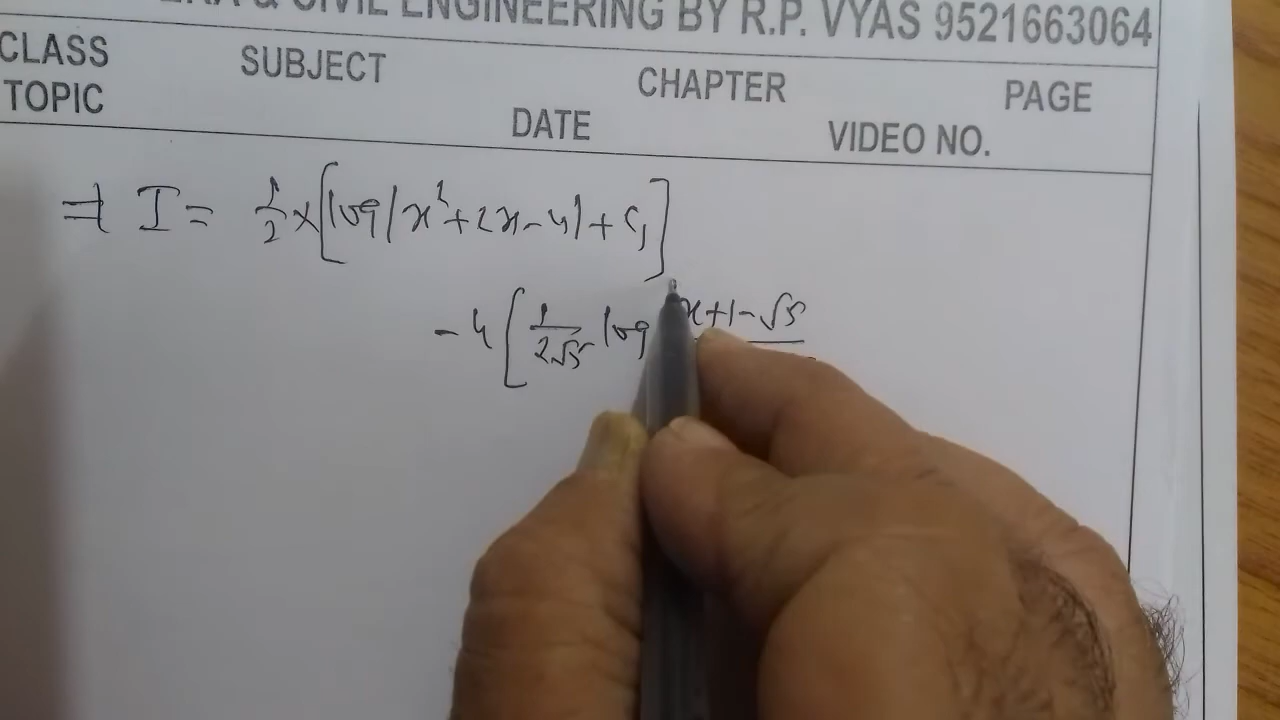 & CIVIL ENGINEERING BY R.P. VYAS 9521663064
CLASS SUBJECT CHAPTER PAGE
TOPIC DATE VIDEO NO.
⇒ I = 1/2 × [log|x² + 2x - 4| + C₁]
- 4 [1/2√5 log x+1-√5